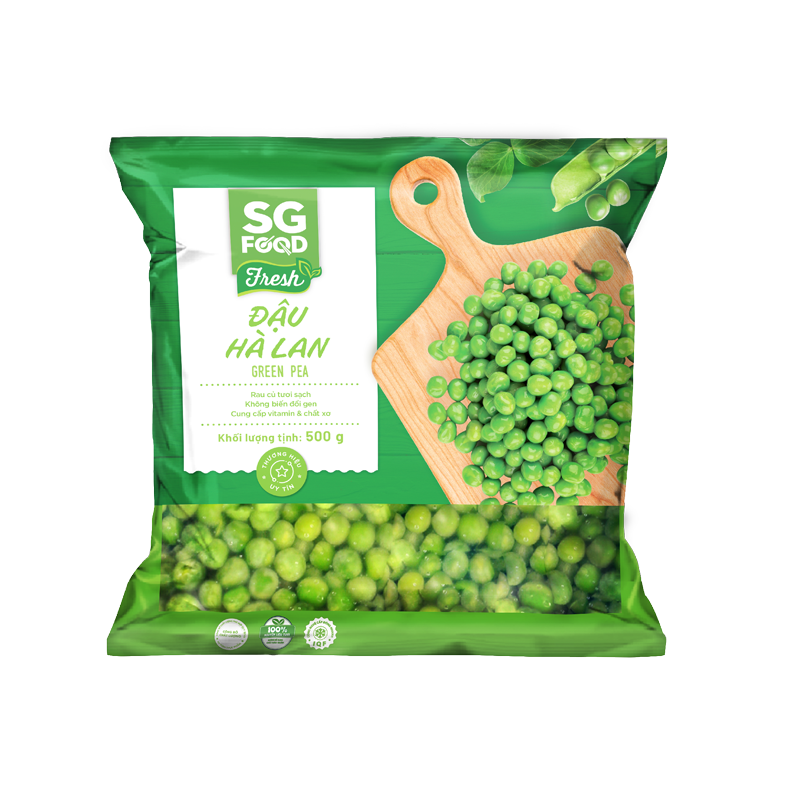 SG
FOOD
Fresh
ĐẬU
HÀ LAN
GREEN PEA
Rau củ tươi sạch
Không biến đổi gen
Cung cấp vitamin & chất xơ
Khối lượng tịnh: 500 g
THƯƠNG HIỆU
UY TÍN
100%
IQF